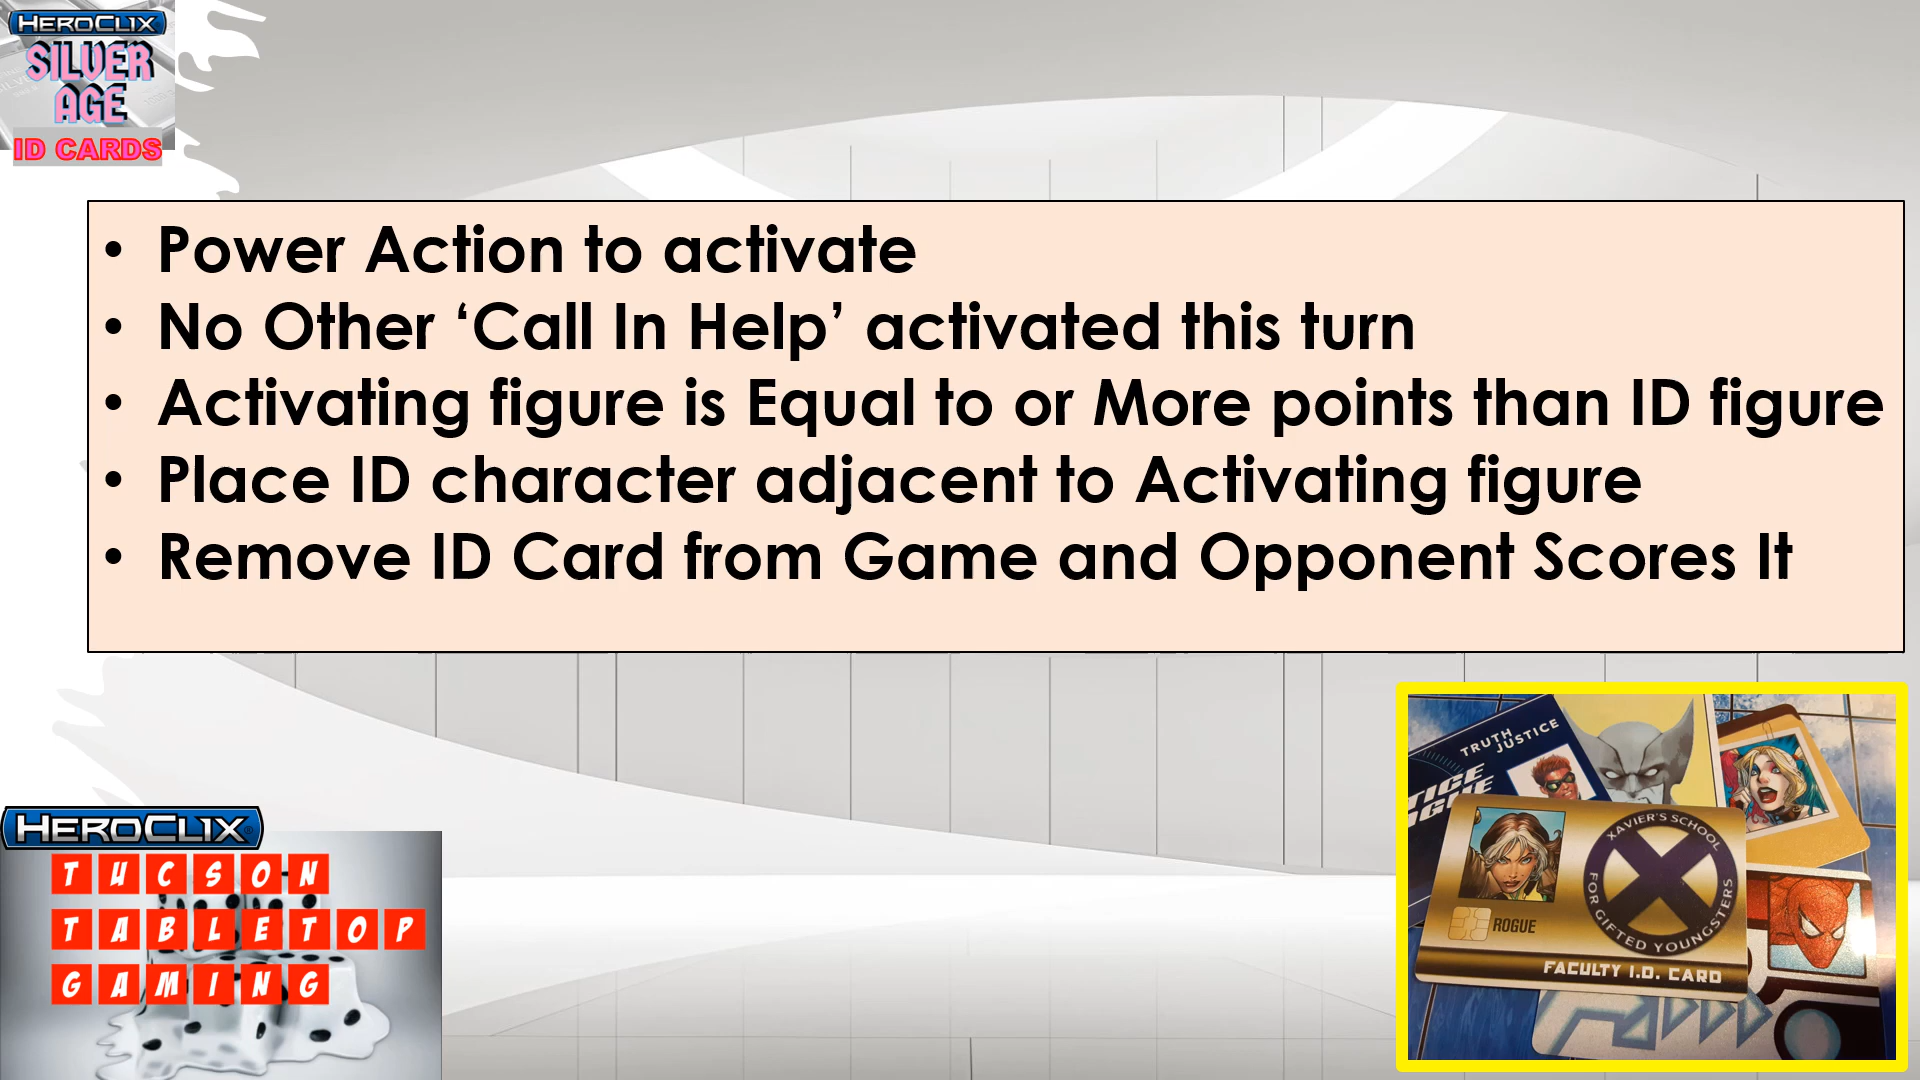 HEROCLIX
SILVER
AGE
ID CARDS
• Power Action to activate
• No Other ‘Call In Help’ activated this turn
• Activating figure is Equal to or More points than ID figure
• Place ID character adjacent to Activating figure
• Remove ID Card from Game and Opponent Scores It
HEROCLIX
TUCSON
TABLETOP
GAMING
TRUTH
JUSTICE
XAVIER'S SCHOOL
FOR GIFTED YOUNGSTERS
ROGUE
FACULTY I.D. CARD